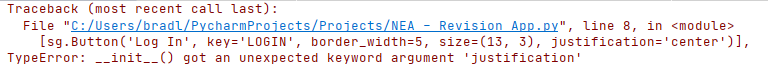 Traceback (most recent call last):
File "C:/Users/bradl/PycharmProjects/Projects/NEA - Revision App.py", line 8, in <module>
[sg.Button('Log In', key='LOGIN', border_width=5, size=(13, 3), justification='center')],
TypeError: __init__() got an unexpected keyword argument 'justification'